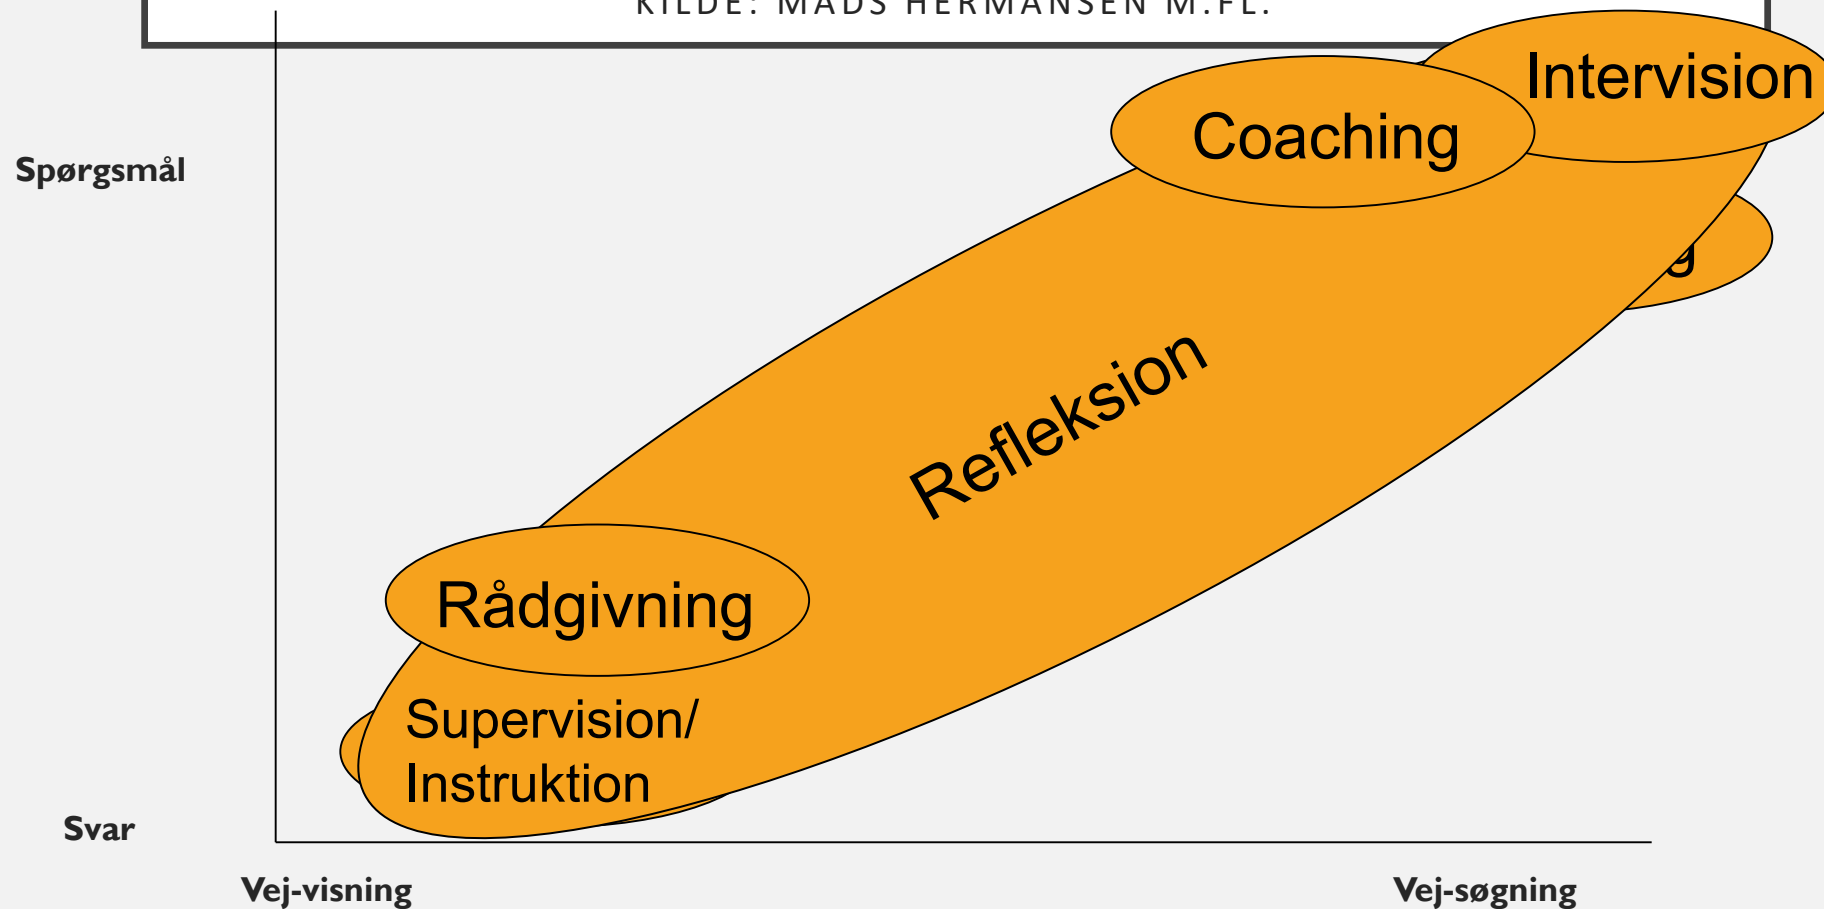 KILDE: MADS HERMANSEN M.FL.
Intervision
Coaching
Spørgsmål
Refleksion
Rådgivning
Supervision/
Instruktion
Svar
Vej-visning
Vej-søgning